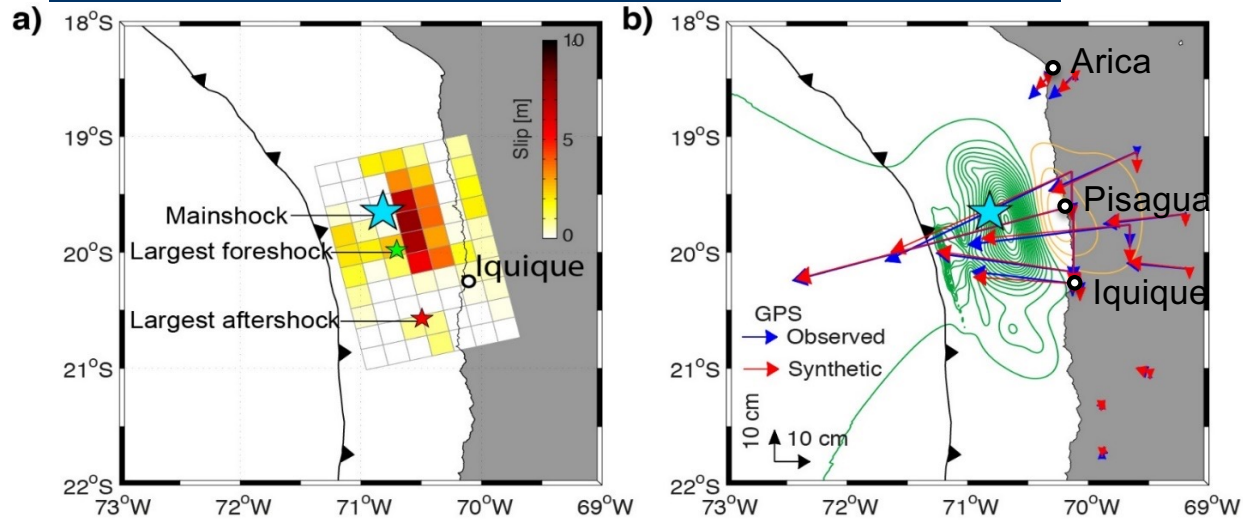 a)
18°S
19°S
20°S
21°S
22°S
73°W
72°W
71°W
70°W
69°W
Slip [m]
10
5
0
Mainshock
Largest foreshock
Iquique
Largest aftershock
b)
18°S
19°S
20°S
21°S
22°S
73°W
72°W
71°W
70°W
69°W
Arica
Pisagua
Iquique
GPS
Observed
Synthetic
10 cm
10 cm